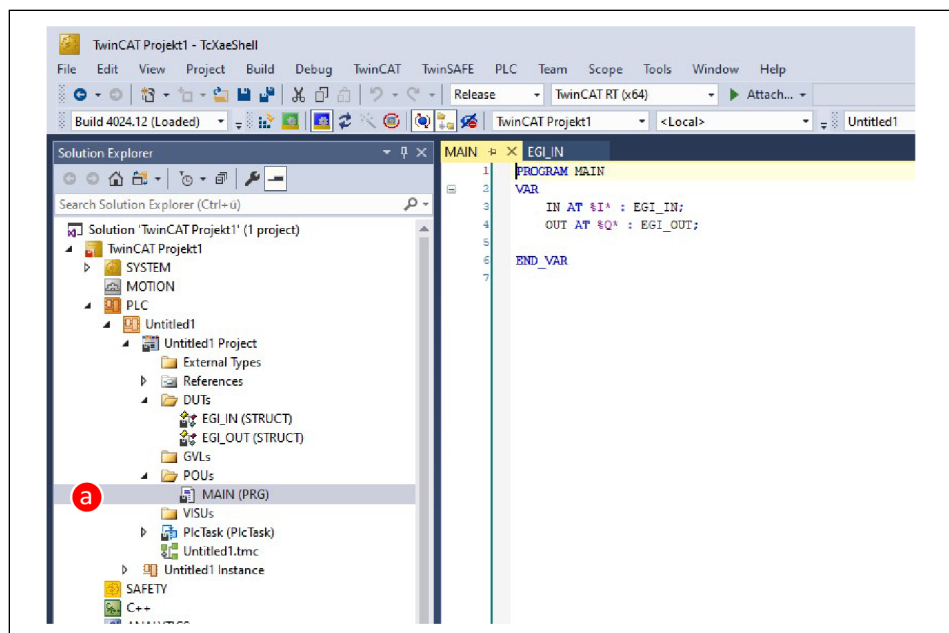 TwinCAT Projekt1 - TcXaeShell
File Edit View Project Build Debug TwinCAT TwinSAFE PLC Team Scope Tools Window Help
Release TwinCAT RT (x64) Attach...
Build 4024.12 (Loaded) TwinCAT Projekt1 <Local> Untitled1
Solution Explorer
Search Solution Explorer (Ctrl+ü)
Solution 'TwinCAT Projekt1' (1 project)
TwinCAT Projekt1
SYSTEM
MOTION
PLC
Untitled1
Untitled1 Project
External Types
References
DUTs
EGI_IN (STRUCT)
EGI_OUT (STRUCT)
GVLs
POUs
a MAIN (PRG)
VISUs
PlcTask (PlcTask)
Untitled1.tmc
Untitled1 Instance
SAFETY
C++
MAIN EGI_IN
1 PROGRAM MAIN
2 VAR
3 IN AT %I* : EGI_IN;
4 OUT AT %Q* : EGI_OUT;
5
6 END_VAR
7